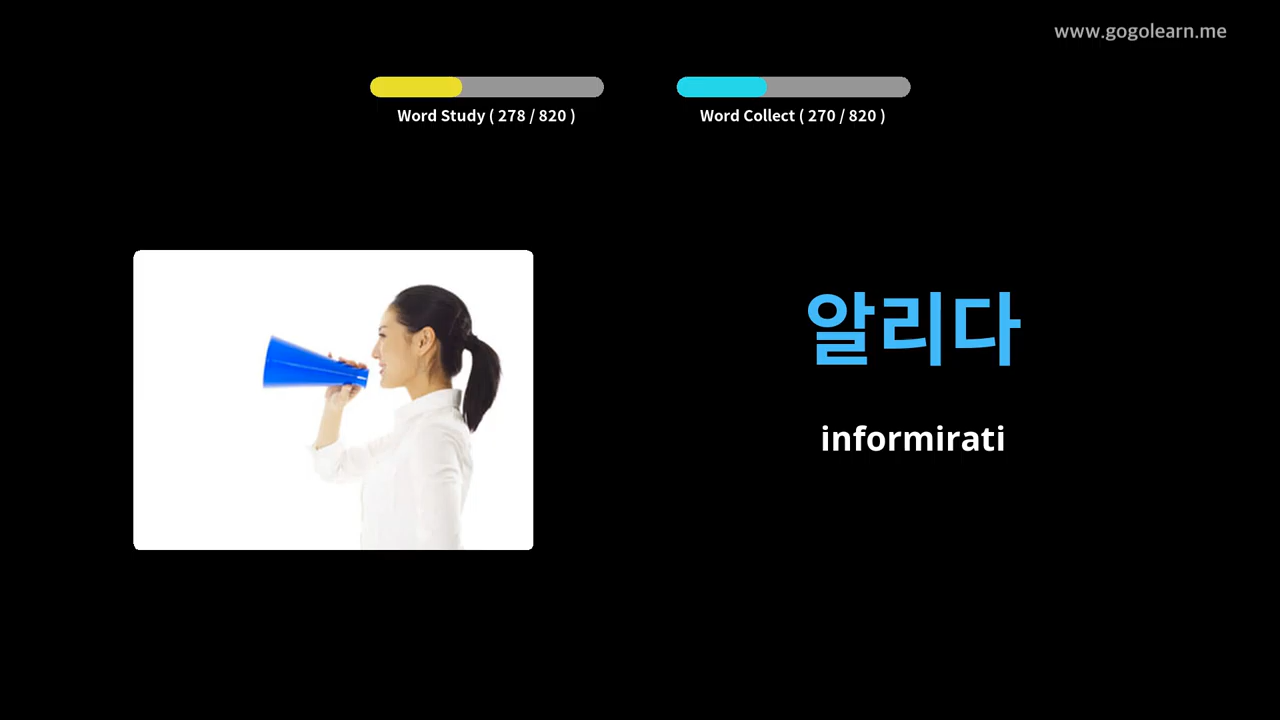 www.gogolearn.me
Word Study ( 278 / 820 )
Word Collect ( 270 / 820 )
알리다
informirati